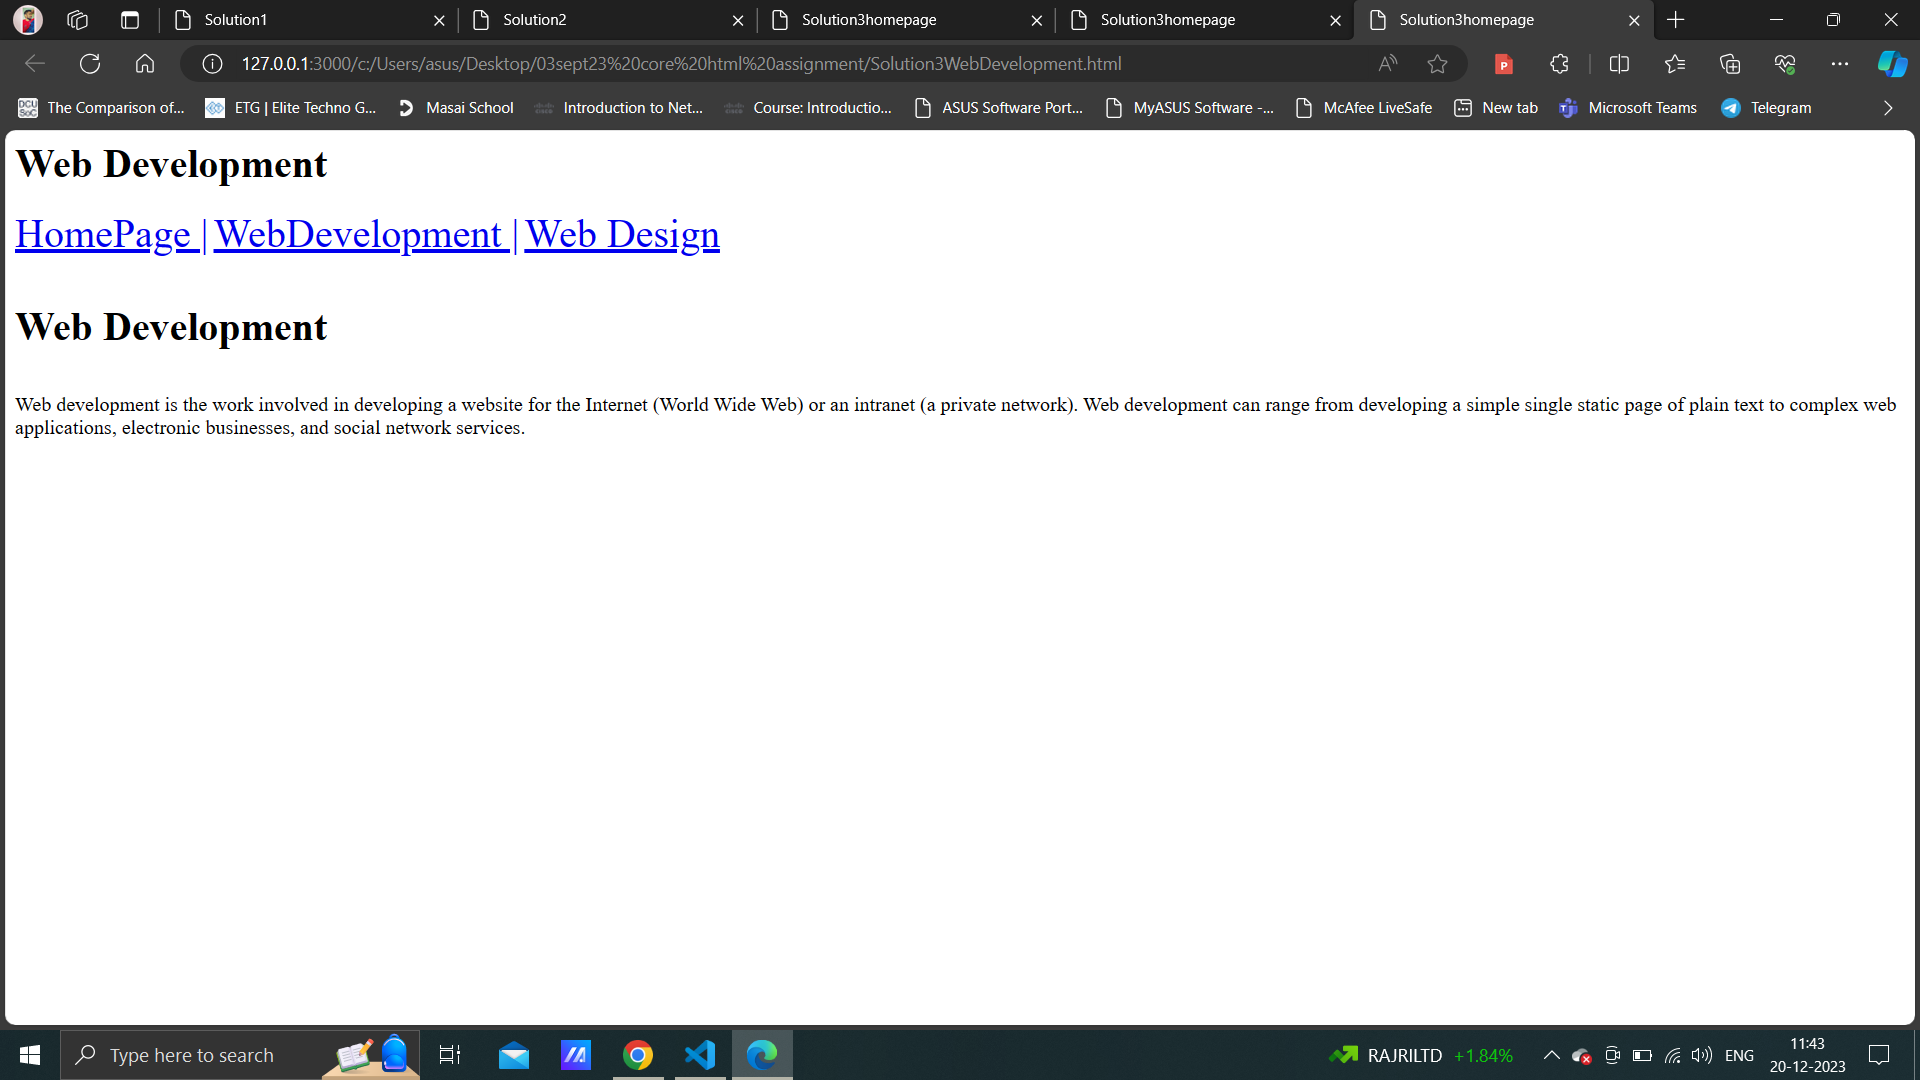 Solution1
Solution2
Solution3homepage
Solution3homepage
Solution3homepage
127.0.0.1:3000/c:/Users/asus/Desktop/03sept23%20core%20html%20assignment/Solution3WebDevelopment.html
The Comparison of...
ETG | Elite Techno G...
Masai School
Introduction to Net...
Course: Introductio...
ASUS Software Port...
MyASUS Software -...
McAfee LiveSafe
New tab
Microsoft Teams
Telegram
Web Development
HomePage | WebDevelopment | Web Design
Web Development
Web development is the work involved in developing a website for the Internet (World Wide Web) or an intranet (a private network). Web development can range from developing a simple single static page of plain text to complex web
applications, electronic businesses, and social network services.
Type here to search
RAJRILTD +1.84%
ENG
11:43
20-12-2023